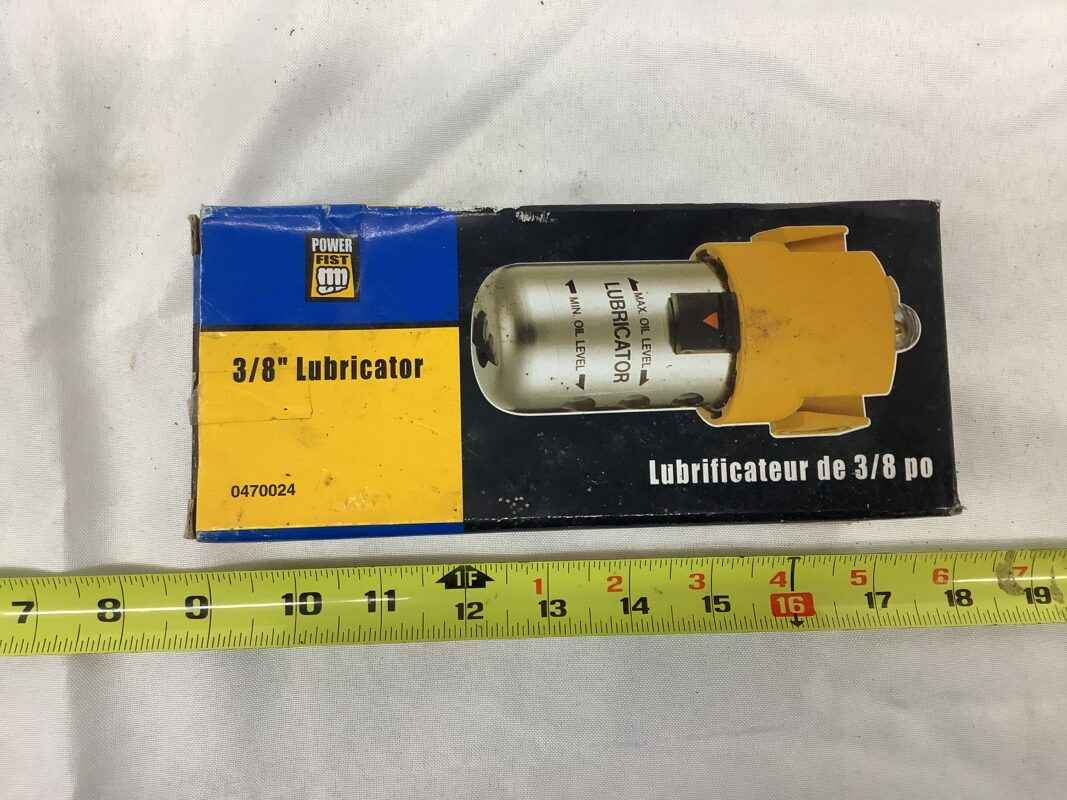 POWER
FIST
3/8" Lubricator
0470024
MAX. OIL LEVEL
LUBRICATOR
MIN. OIL LEVEL
Lubrificateur de 3/8 po
1F 1 2 3 4 5 6 7
7 8 9 10 11 12 13 14 15 16 17 18 19